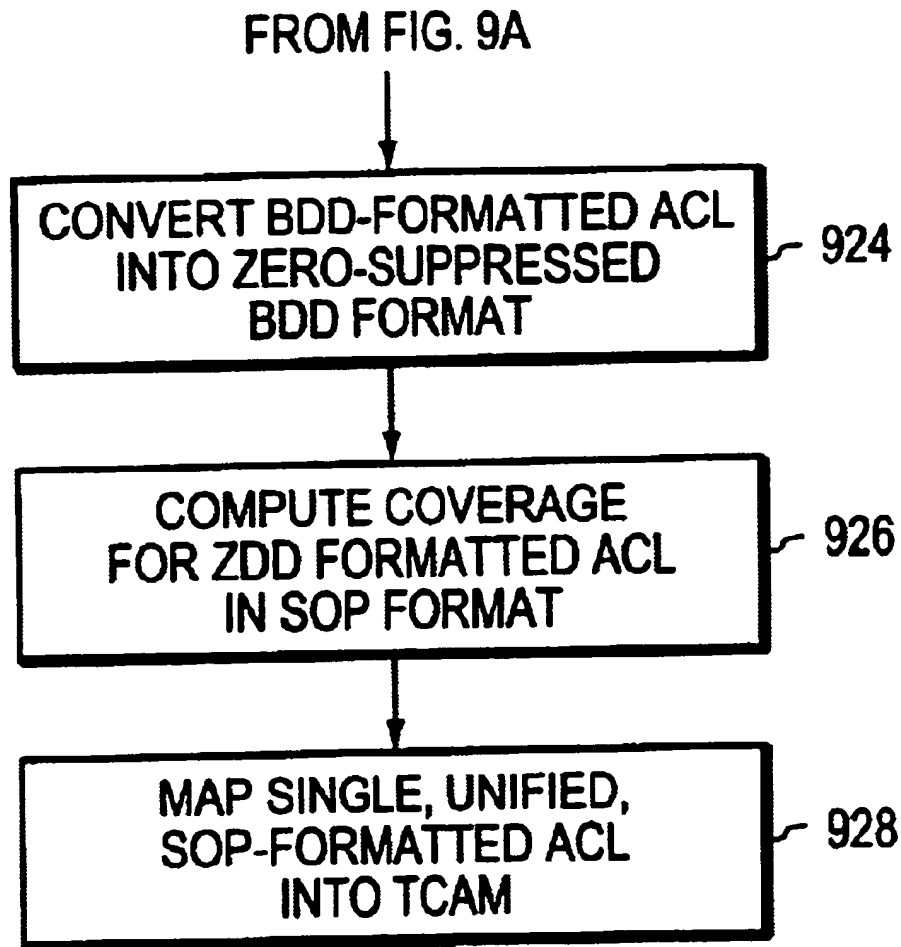 FROM FIG. 9A
CONVERT BDD-FORMATTED ACL
INTO ZERO-SUPPRESSED
BDD FORMAT
924
COMPUTE COVERAGE
FOR ZDD FORMATTED ACL
IN SOP FORMAT
926
MAP SINGLE, UNIFIED,
SOP-FORMATTED ACL
INTO TCAM
928